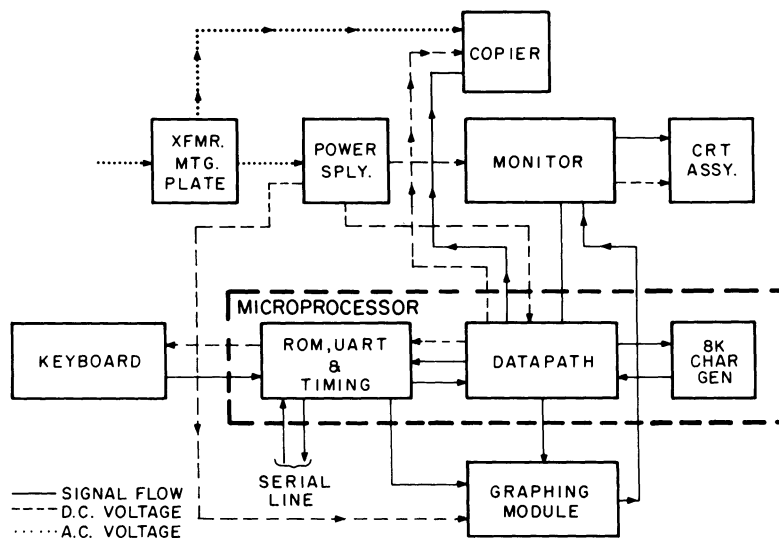 COPIER
XFMR.
MTG.
PLATE
POWER
SPLY.
MONITOR
CRT
ASSY.
MICROPROCESSOR
KEYBOARD
ROM, UART
&
TIMING
DATAPATH
8K
CHAR
GEN
SERIAL
LINE
GRAPHING
MODULE
SIGNAL FLOW
D.C. VOLTAGE
A.C. VOLTAGE